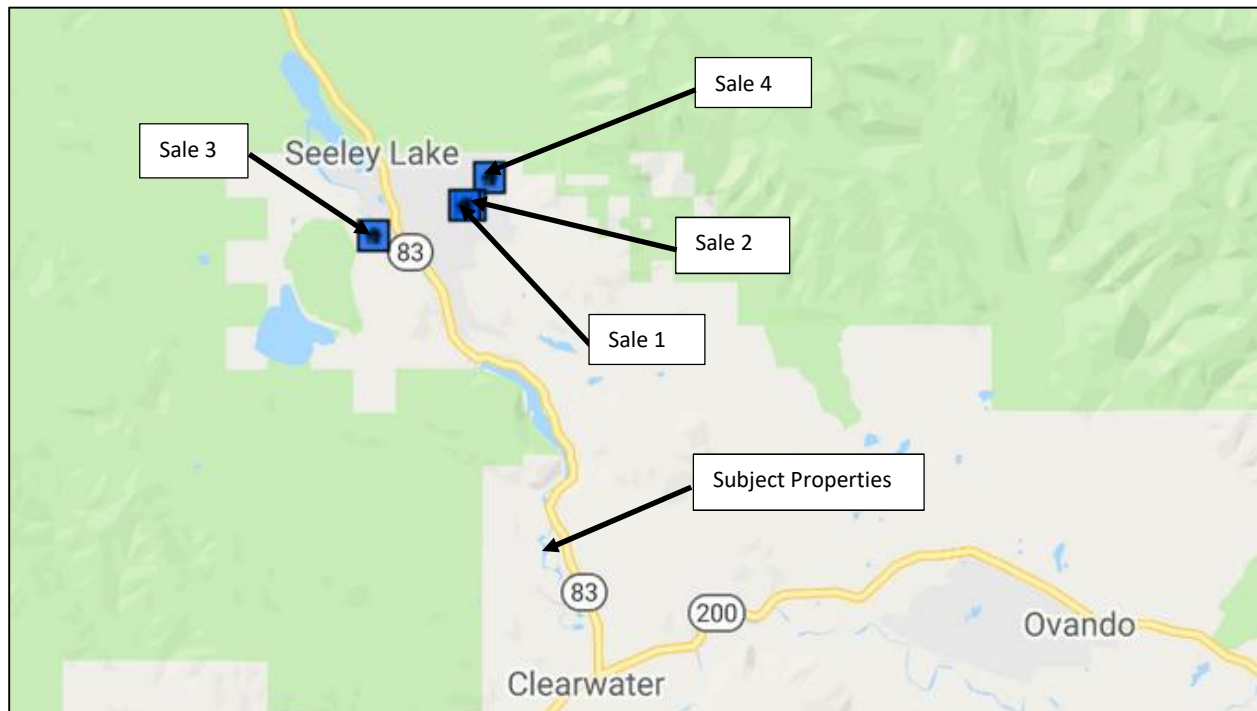 Sale 4
Sale 3
Seeley Lake
Sale 2
83
Sale 1
Subject Properties
83
200
Ovando
Clearwater